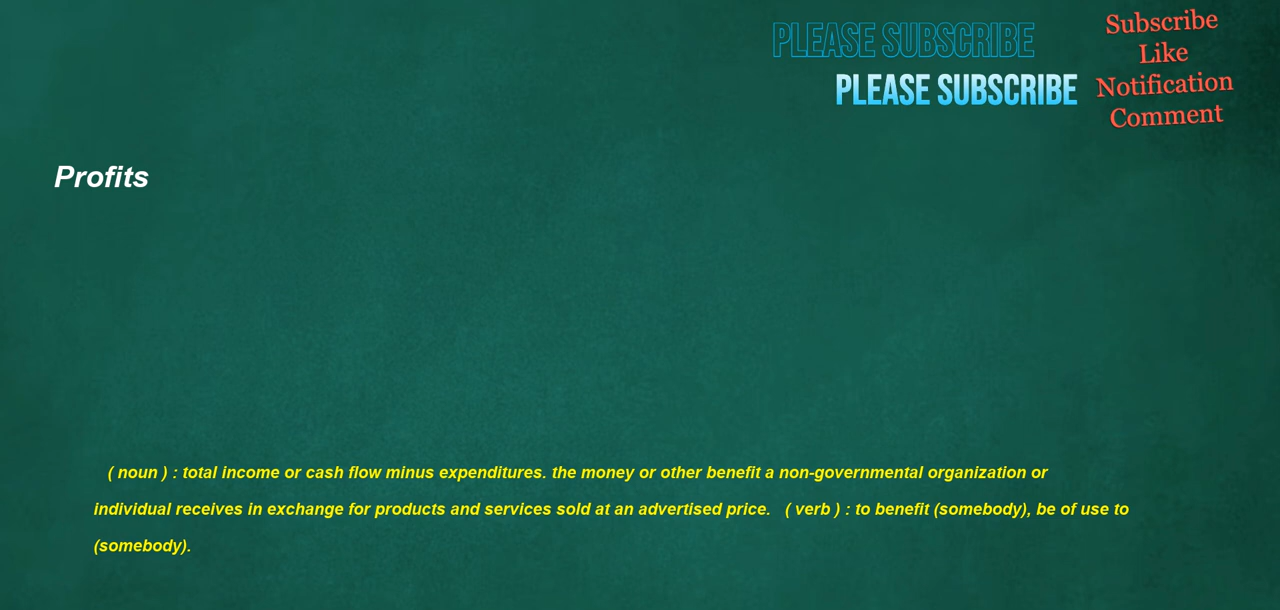 PLEASE SUBSCRIBE
PLEASE SUBSCRIBE
Subscribe
Like
Notification
Comment
Profits
( noun ) : total income or cash flow minus expenditures. the money or other benefit a non-governmental organization or
individual receives in exchange for products and services sold at an advertised price. ( verb ) : to benefit (somebody), be of use to
(somebody).